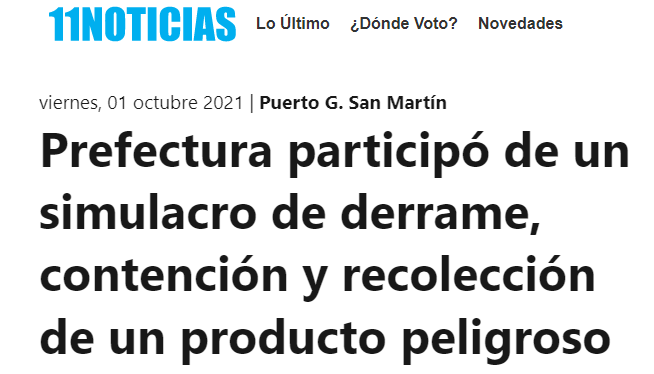 11NOTICIAS Lo Último ¿Dónde Voto? Novedades
viernes, 01 octubre 2021 | Puerto G. San Martín
Prefectura participó de un
simulacro de derrame,
contención y recolección
de un producto peligroso